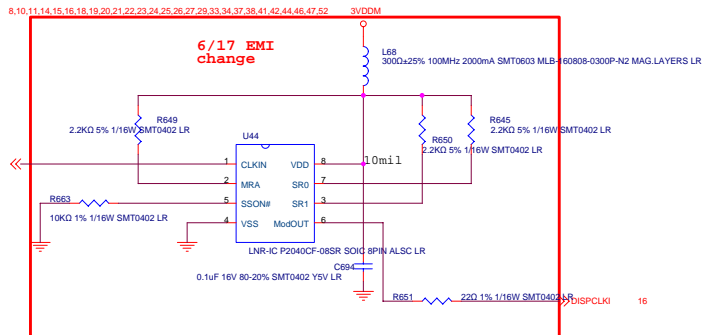 8,10,11,14,15,16,18,19,20,21,22,23,24,25,26,27,29,33,34,37,38,41,42,44,46,47,52 3VDDM
6/17 EMI
change
L68
300Ω±25% 100MHz 2000mA SMT0603 MLB-160808-0300P-N2 MAG.LAYERS LR
R649
2.2KΩ 5% 1/16W SMT0402 LR
R645
2.2KΩ 5% 1/16W SMT0402 LR
R650
2.2KΩ 5% 1/16W SMT0402 LR
U44
10mil
1 CLKIN VDD 8
2 MRA SR0 7
5 SSON# SR1 3
4 VSS ModOUT 6
R663
10KΩ 1% 1/16W SMT0402 LR
LNR-IC P2040CF-08SR SOIC 8PIN ALSC LR
C694
0.1uF 16V 80-20% SMT0402 Y5V LR
R651 22Ω 1% 1/16W SMT0402 LR
DISPCLKI 16